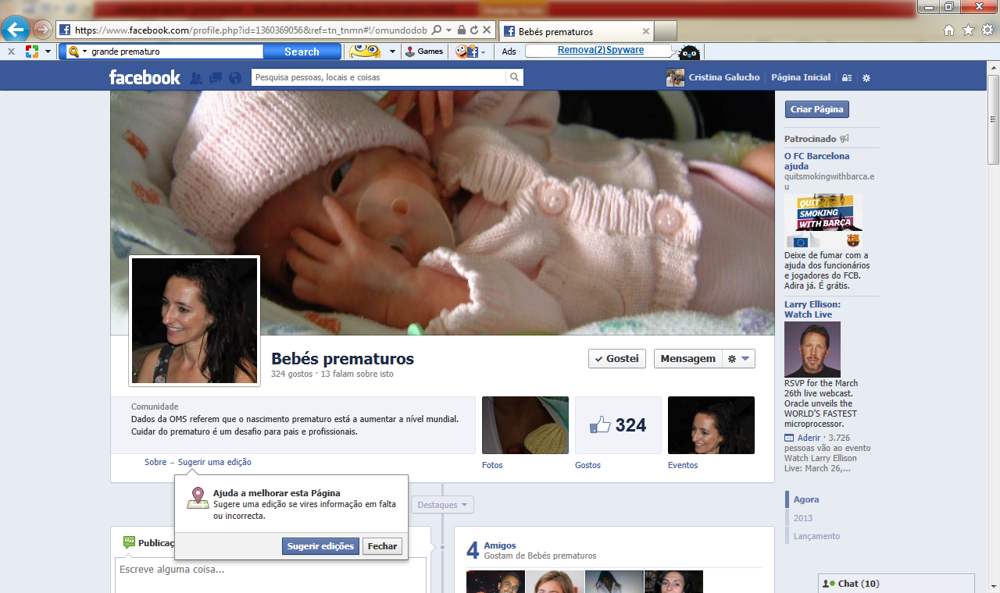 https://www.facebook.com/profile.php?id=1360369056&ref=tn_tnmn#!/omundodob
Bebés prematuros
grande prematuro
Search
Games
Ads
Remova(2)Spyware
facebook
Pesquisa pessoas, locais e coisas
Cristina Galucho
Página Inicial
Criar Página
Patrocinado
O FC Barcelona
ajuda
quitsmokingwithbarca.e
u
QUIT
SMOKING
WITH BARÇA
Deixe de fumar com a
ajuda dos funcionários
e jogadores do FCB.
Adira já. É grátis.
Larry Ellison:
Watch Live
RSVP for the March
26th live webcast.
Oracle unveils the
WORLD'S FASTEST
microprocessor.
Aderir · 3.726
pessoas vão ao evento
Watch Larry Ellison
Live: March 26,...
Agora
2013
Lançamento
Bebés prematuros
324 gostos · 13 falam sobre isto
Gostei
Mensagem
Comunidade
Dados da OMS referem que o nascimento prematuro está a aumentar a nível mundial.
Cuidar do prematuro é um desafio para pais e profissionais.
Sobre – Sugerir uma edição
Fotos
324
Gostos
Eventos
Ajuda a melhorar esta Página
Sugere uma edição se vires informação em falta
ou incorrecta.
Sugerir edições
Fechar
Destaques
Publicaç
Escreve alguma coisa...
4 Amigos
Gostam de Bebés prematuros
Chat (10)